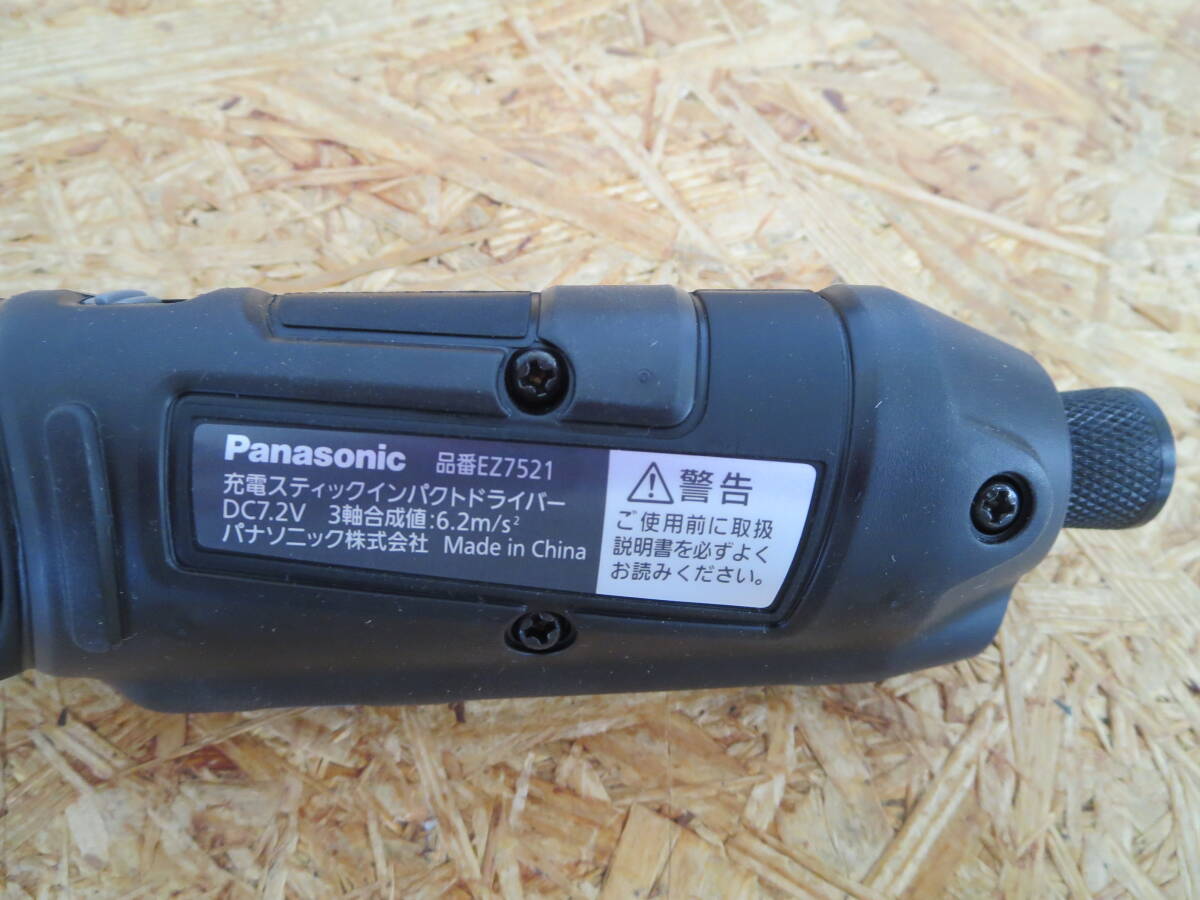 Panasonic 品番EZ7521
充電スティックインパクトドライバー
DC7.2V 3軸合成値:6.2m/s²
パナソニック株式会社 Made in China
警告
ご使用前に取扱
説明書を必ずよく
お読みください。